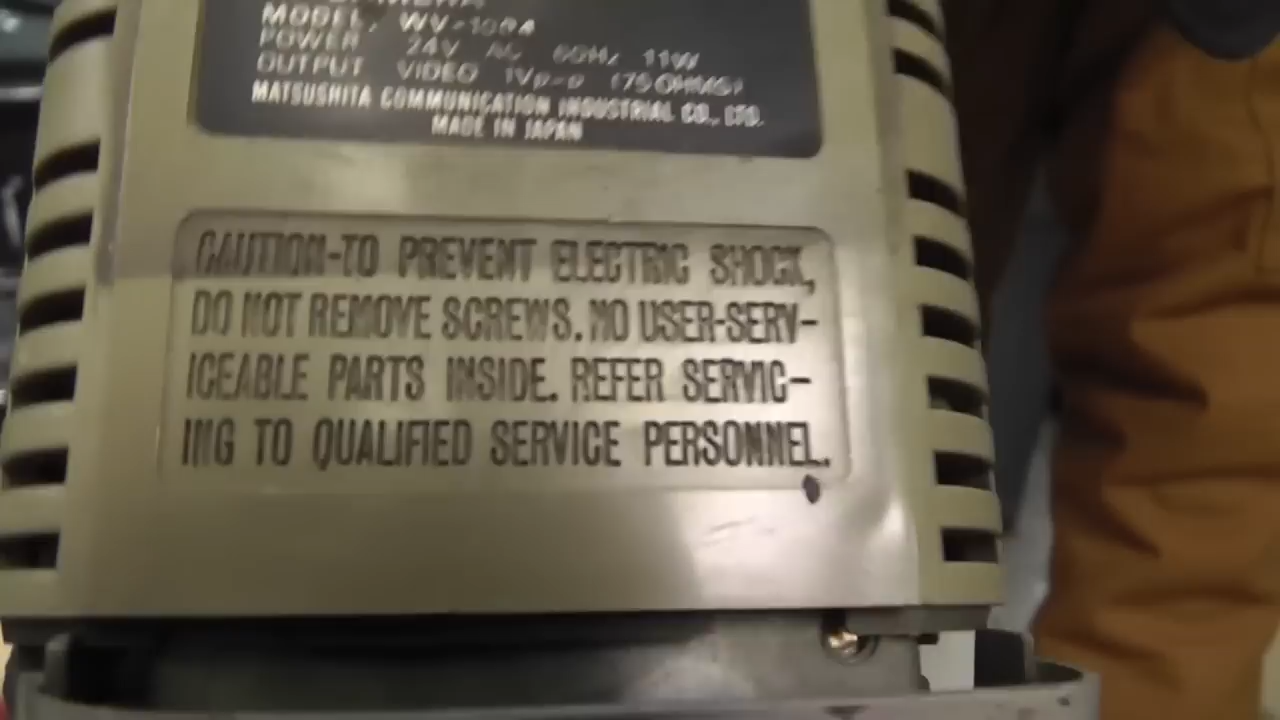 MODEL WV-1094
POWER 24V AC 60Hz 11W
OUTPUT VIDEO 1Vp-p (75OHMS)
MATSUSHITA COMMUNICATION INDUSTRIAL CO., LTD.
MADE IN JAPAN
CAUTION-TO PREVENT ELECTRIC SHOCK,
DO NOT REMOVE SCREWS. NO USER-SERV-
ICEABLE PARTS INSIDE. REFER SERVIC-
ING TO QUALIFIED SERVICE PERSONNEL.